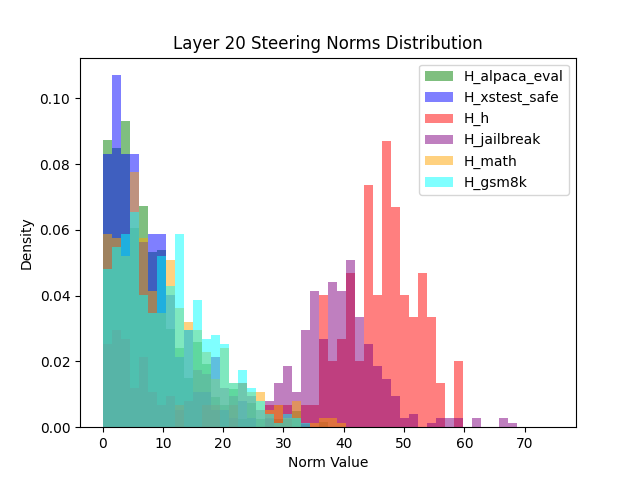 Layer 20 Steering Norms Distribution
H_alpaca_eval
H_xstest_safe
H_h
H_jailbreak
H_math
H_gsm8k
0.10
0.08
0.06
0.04
0.02
0.00
Density
0 10 20 30 40 50 60 70
Norm Value